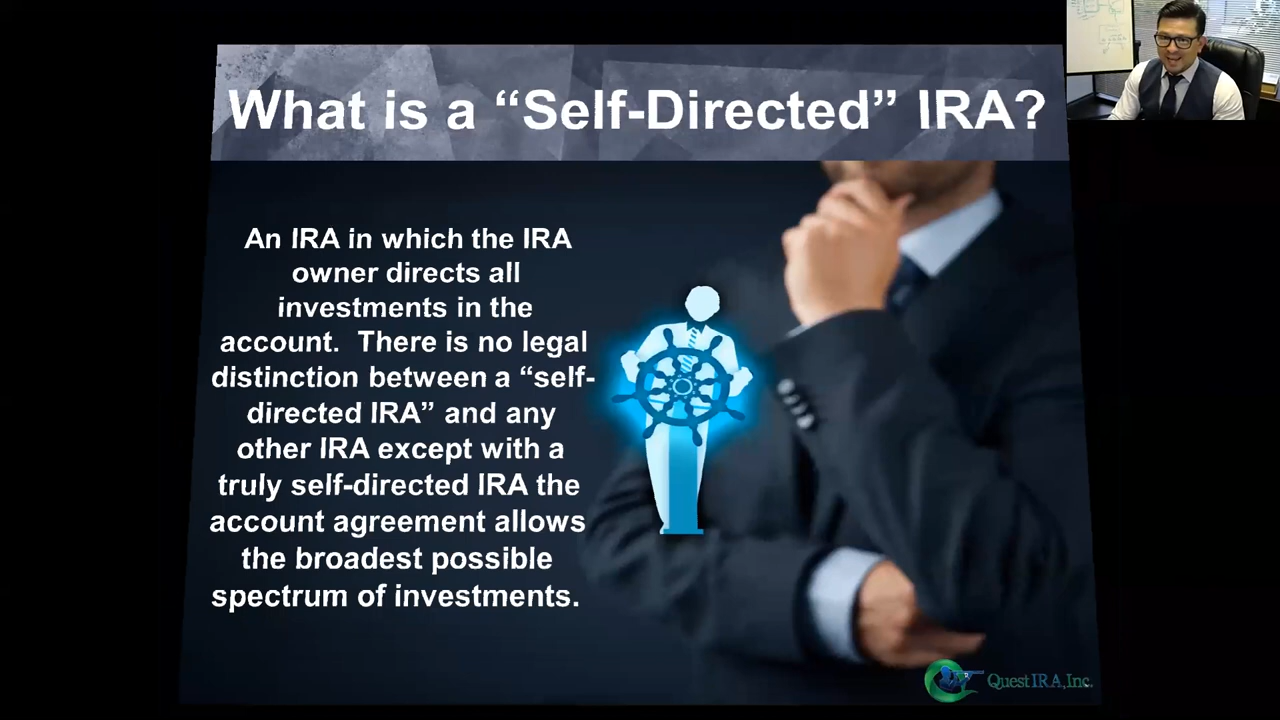 What is a “Self-Directed” IRA?
An IRA in which the IRA
owner directs all
investments in the
account.  There is no legal
distinction between a “self-
directed IRA” and any
other IRA except with a
truly self-directed IRA the
account agreement allows
the broadest possible
spectrum of investments.
Quest IRA, Inc.